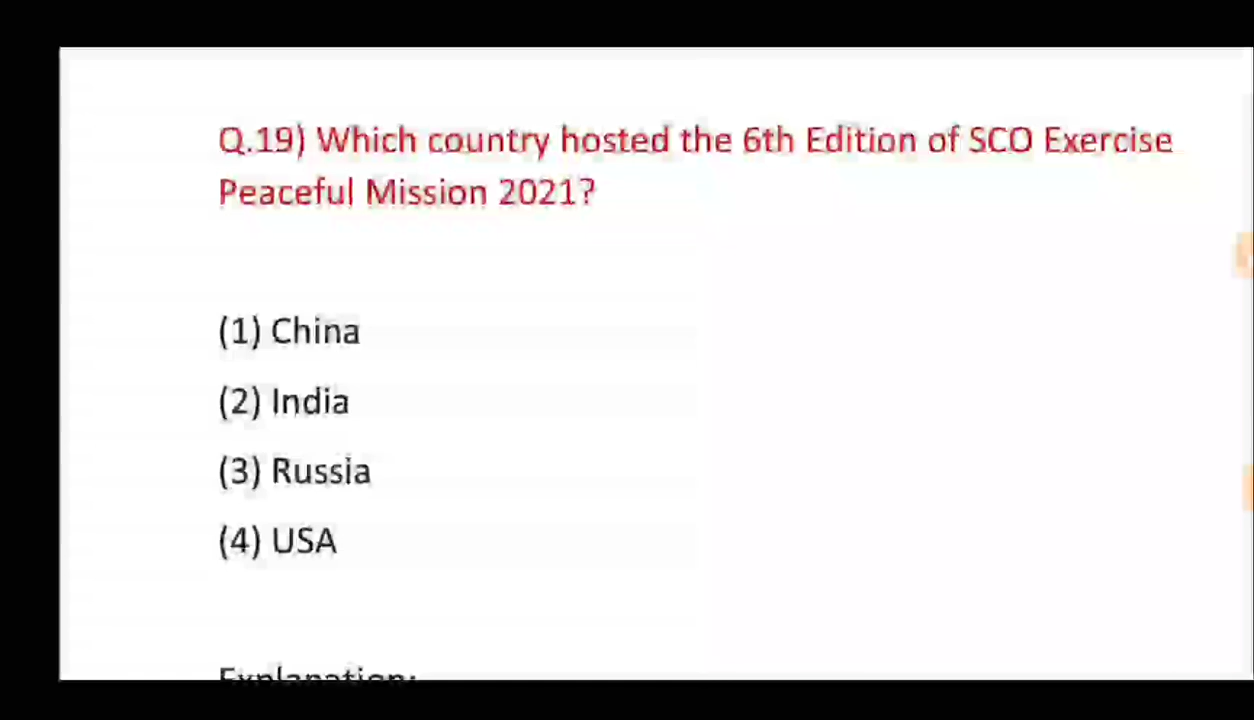 Q.19) Which country hosted the 6th Edition of SCO Exercise
Peaceful Mission 2021?
(1) China
(2) India
(3) Russia
(4) USA
Explanation: